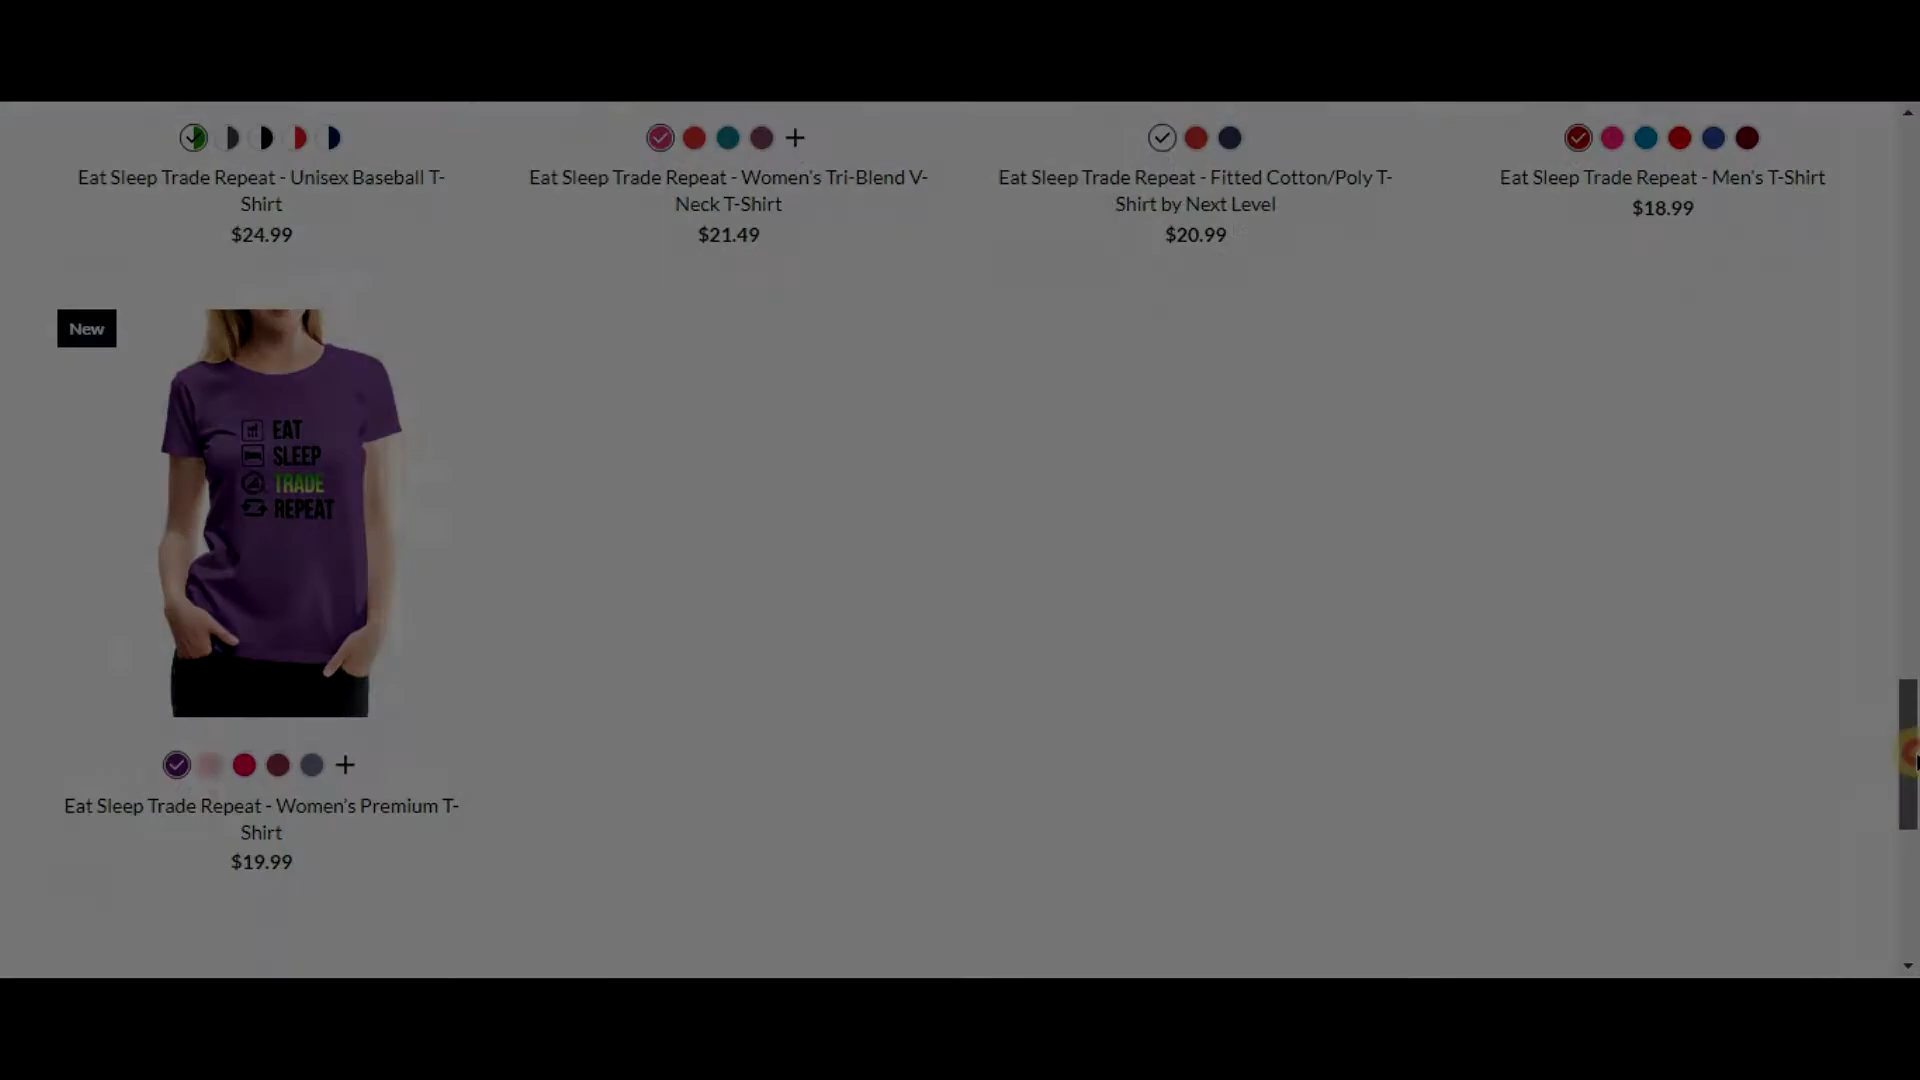 Eat Sleep Trade Repeat - Unisex Baseball T-
Shirt
$24.99
Eat Sleep Trade Repeat - Women's Tri-Blend V-
Neck T-Shirt
$21.49
Eat Sleep Trade Repeat - Fitted Cotton/Poly T-
Shirt by Next Level
$20.99
Eat Sleep Trade Repeat - Men's T-Shirt
$18.99
New
EAT
SLEEP
TRADE
REPEAT
Eat Sleep Trade Repeat - Women’s Premium T-
Shirt
$19.99